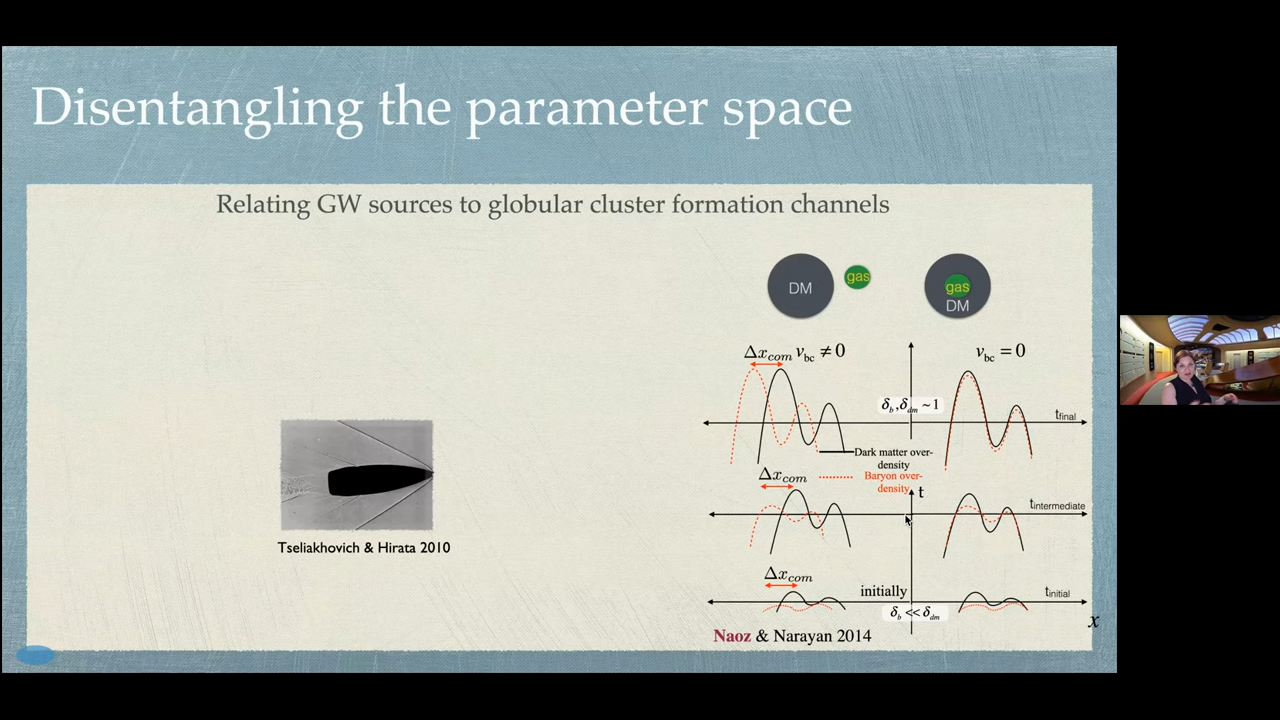 Disentangling the parameter space
Relating GW sources to globular cluster formation channels
DM
gas
gas
DM
Δx_com v_bc ≠ 0
v_bc = 0
δ_b, δ_dm ~ 1
t_final
Dark matter over-
density
Baryon over-
density
Δx_com
t
t_intermediate
Δx_com
initially
t_initial
δ_b << δ_dm
x
Tseliakhovich & Hirata 2010
Naoz & Narayan 2014